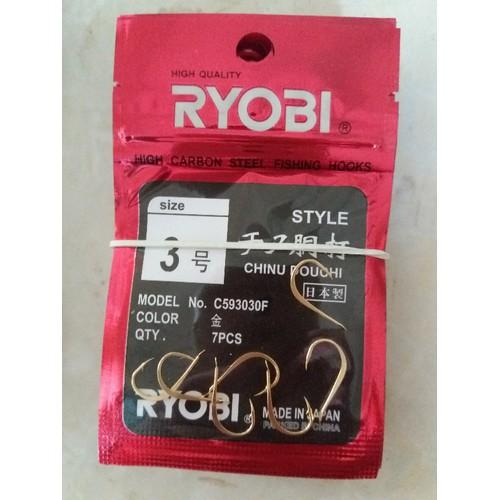 HIGH QUALITY
RYOBI®
HIGH CARBON STEEL FISHING HOOKS
size
3号
STYLE
チヌ胴打
CHINU DOUCHI
日本製
MODEL No. C593030F
COLOR 金
QTY. 7PCS
RYOBI®
MADE IN JAPAN
PACKED IN CHINA